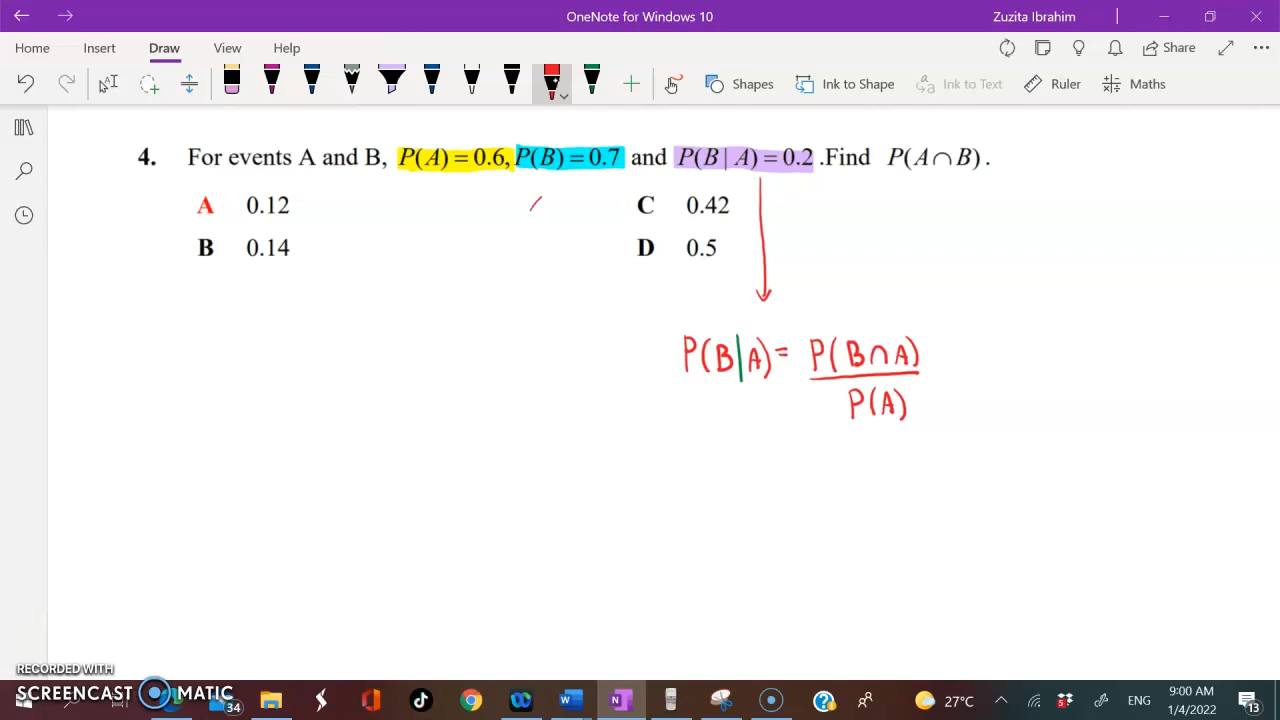 OneNote for Windows 10
Zuzita Ibrahim
Home Insert Draw View Help
Share
Shapes Ink to Shape Ink to Text Ruler Maths
4. For events A and B, P(A) = 0.6, P(B) = 0.7 and P(B | A) = 0.2 .Find P(A ∩ B) .
A 0.12 C 0.42
B 0.14 D 0.5
P(B|A) = P(B∩A)
P(A)
RECORDED WITH
SCREENCAST MATIC
34
27°C
ENG
9:00 AM
1/4/2022
13